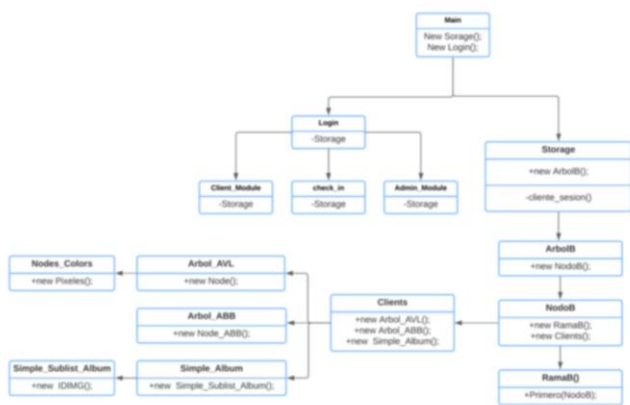 Main
New Sorage();
New Login();
Login
-Storage
Storage
+new ArbolB();
-cliente_sesion()
Client_Module
-Storage
check_in
-Storage
Admin_Module
-Storage
ArbolB
+new NodoB();
Nodes_Colors
+new Pixeles();
Arbol_AVL
+new Node();
Clients
+new Arbol_AVL();
+new Arbol_ABB();
+new Simple_Album();
NodoB
+new RamaB();
+new Clients();
Arbol_ABB
+new Node_ABB();
Simple_Sublist_Album
+new IDIMG();
Simple_Album
+new Simple_Sublist_Album();
RamaB()
+Primero(NodoB);